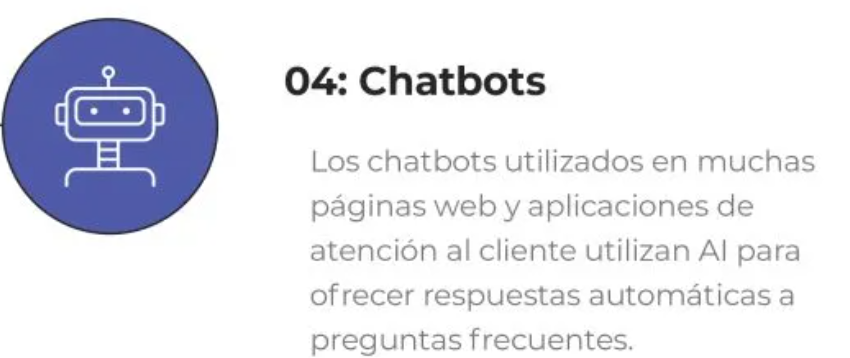 04: Chatbots
Los chatbots utilizados en muchas
páginas web y aplicaciones de
atención al cliente utilizan AI para
ofrecer respuestas automáticas a
preguntas frecuentes.